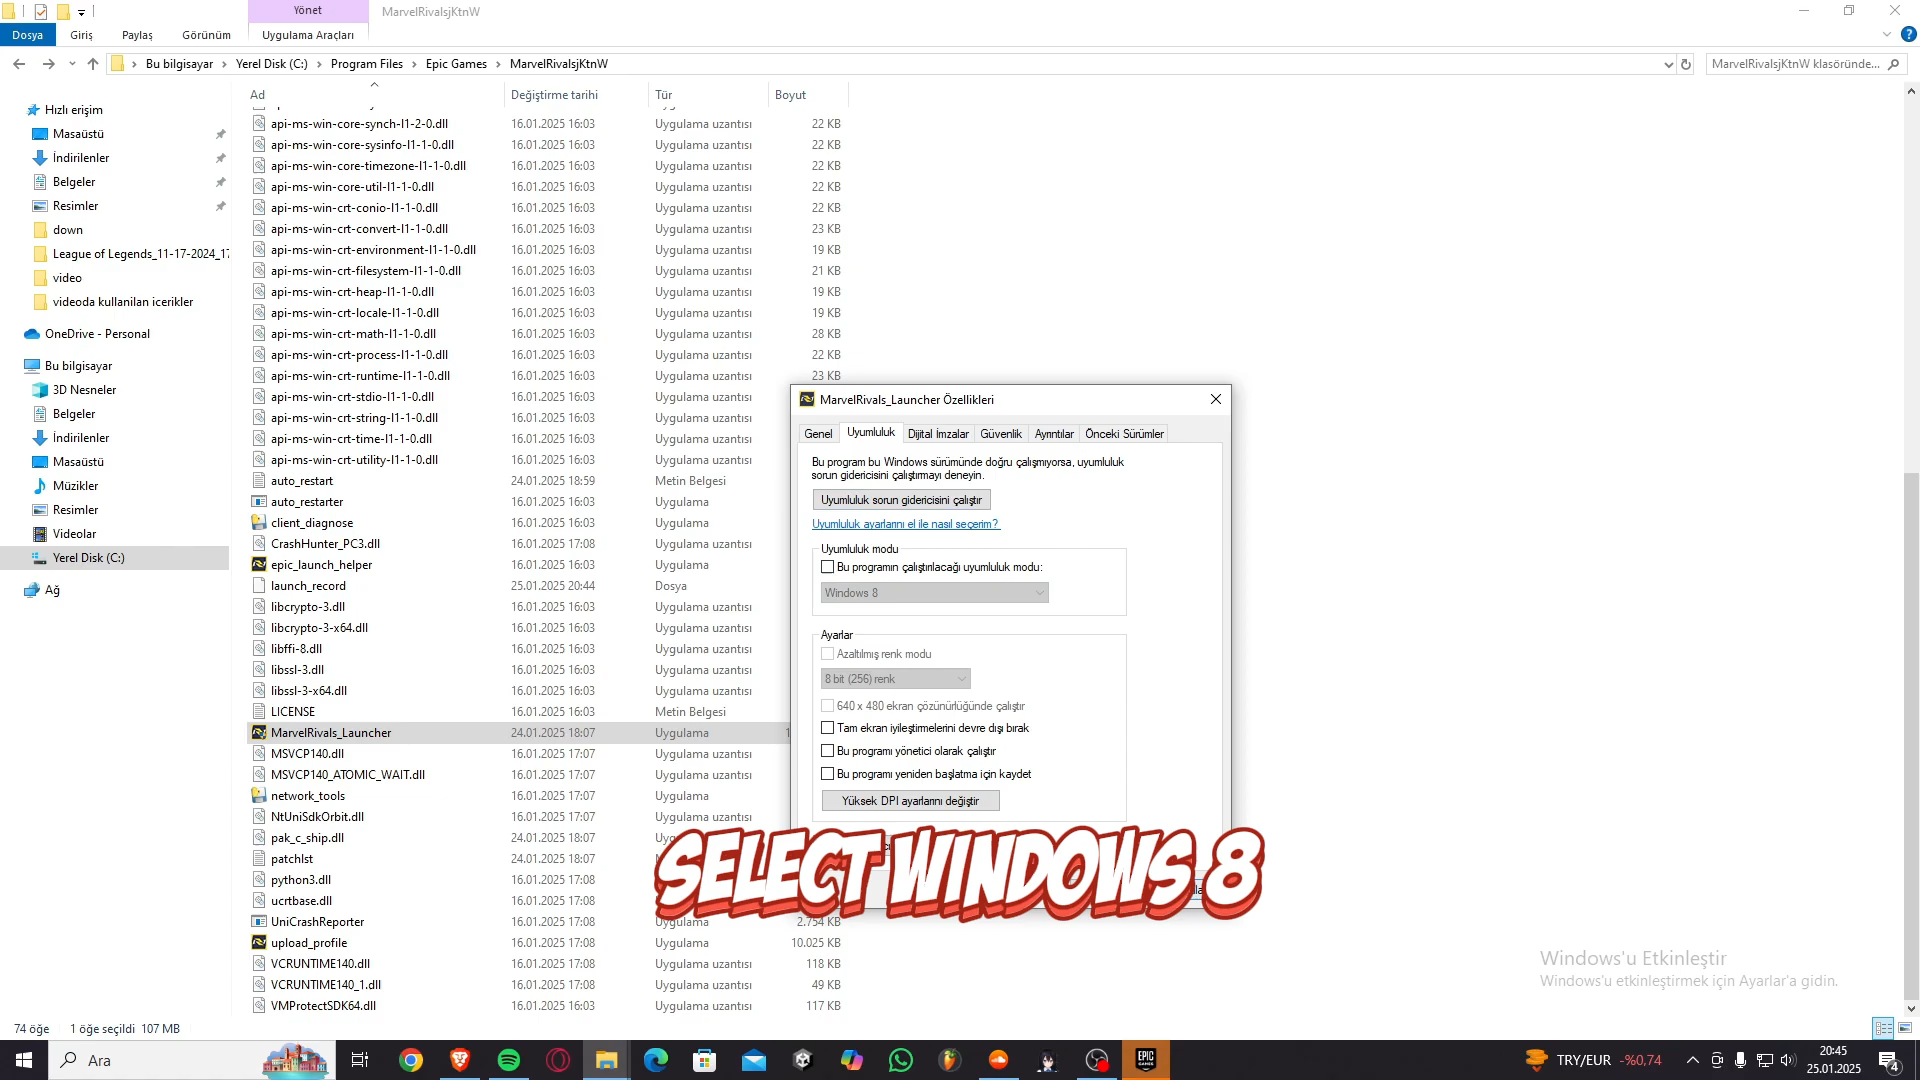 Yönet
MarvelRivalsjKtnW
Dosya
Giriş
Paylaş
Görünüm
Uygulama Araçları
Bu bilgisayar
Yerel Disk (C:)
Program Files
Epic Games
MarvelRivalsjKtnW
MarvelRivalsjKtnW klasöründe...
Hızlı erişim
Masaüstü
İndirilenler
Belgeler
Resimler
down
League of Legends_11-17-2024_17
video
videoda kullanilan icerikler
OneDrive - Personal
Bu bilgisayar
3D Nesneler
Belgeler
İndirilenler
Masaüstü
Müzikler
Resimler
Videolar
Yerel Disk (C:)
Ağ
Ad Değiştirme tarihi Tür Boyut
api-ms-win-core-synch-l1-2-0.dll 16.01.2025 16:03 Uygulama uzantısı 22 KB
api-ms-win-core-sysinfo-l1-1-0.dll 16.01.2025 16:03 Uygulama uzantısı 22 KB
api-ms-win-core-timezone-l1-1-0.dll 16.01.2025 16:03 Uygulama uzantısı 22 KB
api-ms-win-core-util-l1-1-0.dll 16.01.2025 16:03 Uygulama uzantısı 22 KB
api-ms-win-crt-conio-l1-1-0.dll 16.01.2025 16:03 Uygulama uzantısı 22 KB
api-ms-win-crt-convert-l1-1-0.dll 16.01.2025 16:03 Uygulama uzantısı 23 KB
api-ms-win-crt-environment-l1-1-0.dll 16.01.2025 16:03 Uygulama uzantısı 19 KB
api-ms-win-crt-filesystem-l1-1-0.dll 16.01.2025 16:03 Uygulama uzantısı 21 KB
api-ms-win-crt-heap-l1-1-0.dll 16.01.2025 16:03 Uygulama uzantısı 19 KB
api-ms-win-crt-locale-l1-1-0.dll 16.01.2025 16:03 Uygulama uzantısı 19 KB
api-ms-win-crt-math-l1-1-0.dll 16.01.2025 16:03 Uygulama uzantısı 28 KB
api-ms-win-crt-process-l1-1-0.dll 16.01.2025 16:03 Uygulama uzantısı 22 KB
api-ms-win-crt-runtime-l1-1-0.dll 16.01.2025 16:03 Uygulama uzantısı 23 KB
api-ms-win-crt-stdio-l1-1-0.dll 16.01.2025 16:03 Uygulama uzantısı
api-ms-win-crt-string-l1-1-0.dll 16.01.2025 16:03 Uygulama uzantısı
api-ms-win-crt-time-l1-1-0.dll 16.01.2025 16:03 Uygulama uzantısı
api-ms-win-crt-utility-l1-1-0.dll 16.01.2025 16:03 Uygulama uzantısı
auto_restart 24.01.2025 18:59 Metin Belgesi
auto_restarter 16.01.2025 16:03 Uygulama
client_diagnose 16.01.2025 16:03 Uygulama
CrashHunter_PC3.dll 16.01.2025 17:08 Uygulama uzantısı
epic_launch_helper 16.01.2025 16:03 Uygulama
launch_record 25.01.2025 20:44 Dosya
libcrypto-3.dll 16.01.2025 16:03 Uygulama uzantısı
libcrypto-3-x64.dll 16.01.2025 16:03 Uygulama uzantısı
libffi-8.dll 16.01.2025 16:03 Uygulama uzantısı
libssl-3.dll 16.01.2025 16:03 Uygulama uzantısı
libssl-3-x64.dll 16.01.2025 16:03 Uygulama uzantısı
LICENSE 16.01.2025 16:03 Metin Belgesi
MarvelRivals_Launcher 24.01.2025 18:07 Uygulama 1
MSVCP140.dll 16.01.2025 17:07 Uygulama uzantısı
MSVCP140_ATOMIC_WAIT.dll 16.01.2025 17:07 Uygulama uzantısı
network_tools 16.01.2025 17:07 Uygulama
NtUniSdkOrbit.dll 16.01.2025 17:07 Uygulama uzantısı
pak_c_ship.dll 24.01.2025 18:07
patchlst 24.01.2025 18:07
python3.dll 16.01.2025 17:08
ucrtbase.dll 16.01.2025 17:08
UniCrashReporter 16.01.2025 17:08 Uygulama 2.754 KB
upload_profile 16.01.2025 17:08 Uygulama 10.025 KB
VCRUNTIME140.dll 16.01.2025 17:08 Uygulama uzantısı 118 KB
VCRUNTIME140_1.dll 16.01.2025 17:08 Uygulama uzantısı 49 KB
VMProtectSDK64.dll 16.01.2025 16:03 Uygulama uzantısı 117 KB
MarvelRivals_Launcher Özellikleri
Genel Uyumluluk Dijital İmzalar Güvenlik Ayrıntılar Önceki Sürümler
Bu program bu Windows sürümünde doğru çalışmıyorsa, uyumluluk
sorun gidericisini çalıştırmayı deneyin.
Uyumluluk sorun gidericisini çalıştır
Uyumluluk ayarlarını el ile nasıl seçerim?
Uyumluluk modu
Bu programın çalıştırılacağı uyumluluk modu:
Windows 8
Ayarlar
Azaltılmış renk modu
8 bit (256) renk
640 x 480 ekran çözünürlüğünde çalıştır
Tam ekran iyileştirmelerini devre dışı bırak
Bu programı yönetici olarak çalıştır
Bu programı yeniden başlatma için kaydet
Yüksek DPI ayarlarını değiştir
SELECT WINDOWS 8
Windows'u Etkinleştir
Windows'u etkinleştirmek için Ayarlar'a gidin.
74 öğe 1 öğe seçildi 107 MB
Ara
EPIC
GAMES
TRY/EUR -%0,74
20:45
25.01.2025
4